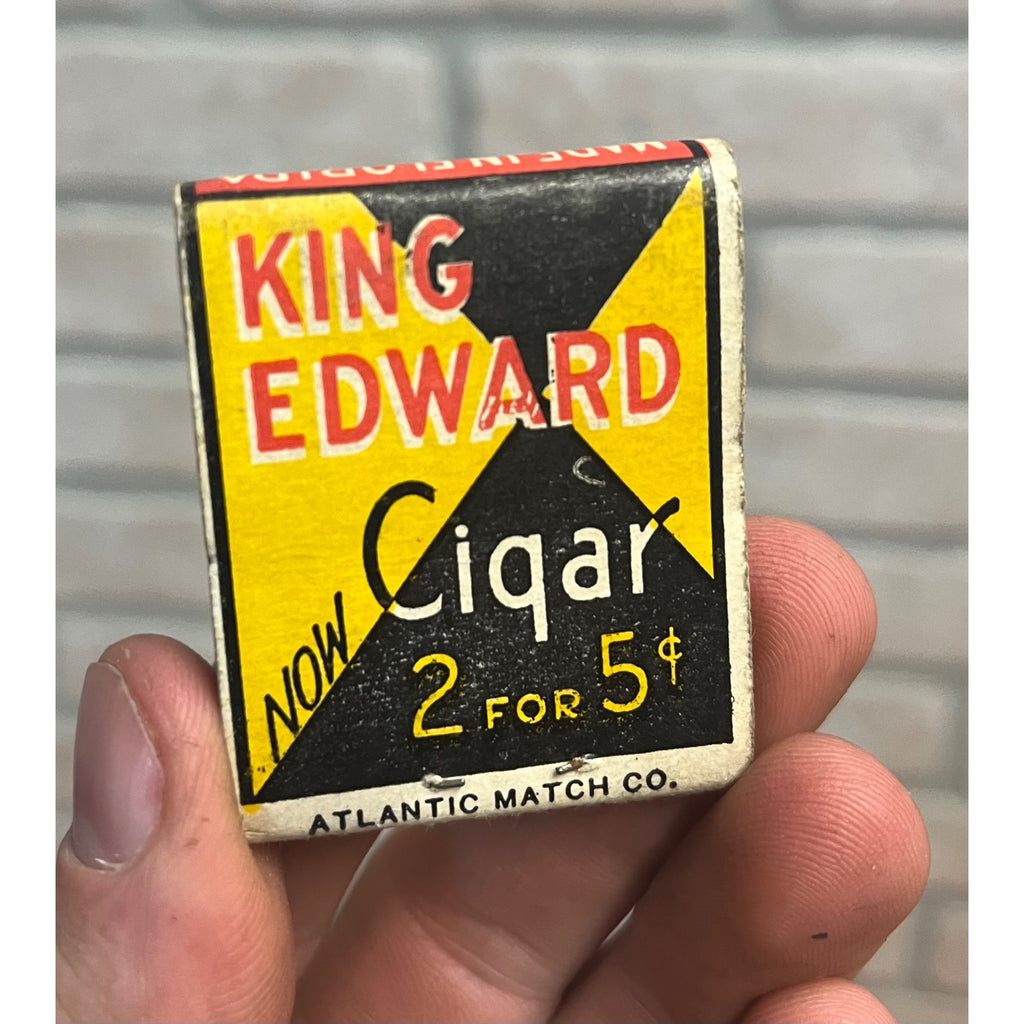 MADE IN FLORIDA
KING
EDWARD
Cigar
NOW
2 FOR 5¢
ATLANTIC MATCH CO.